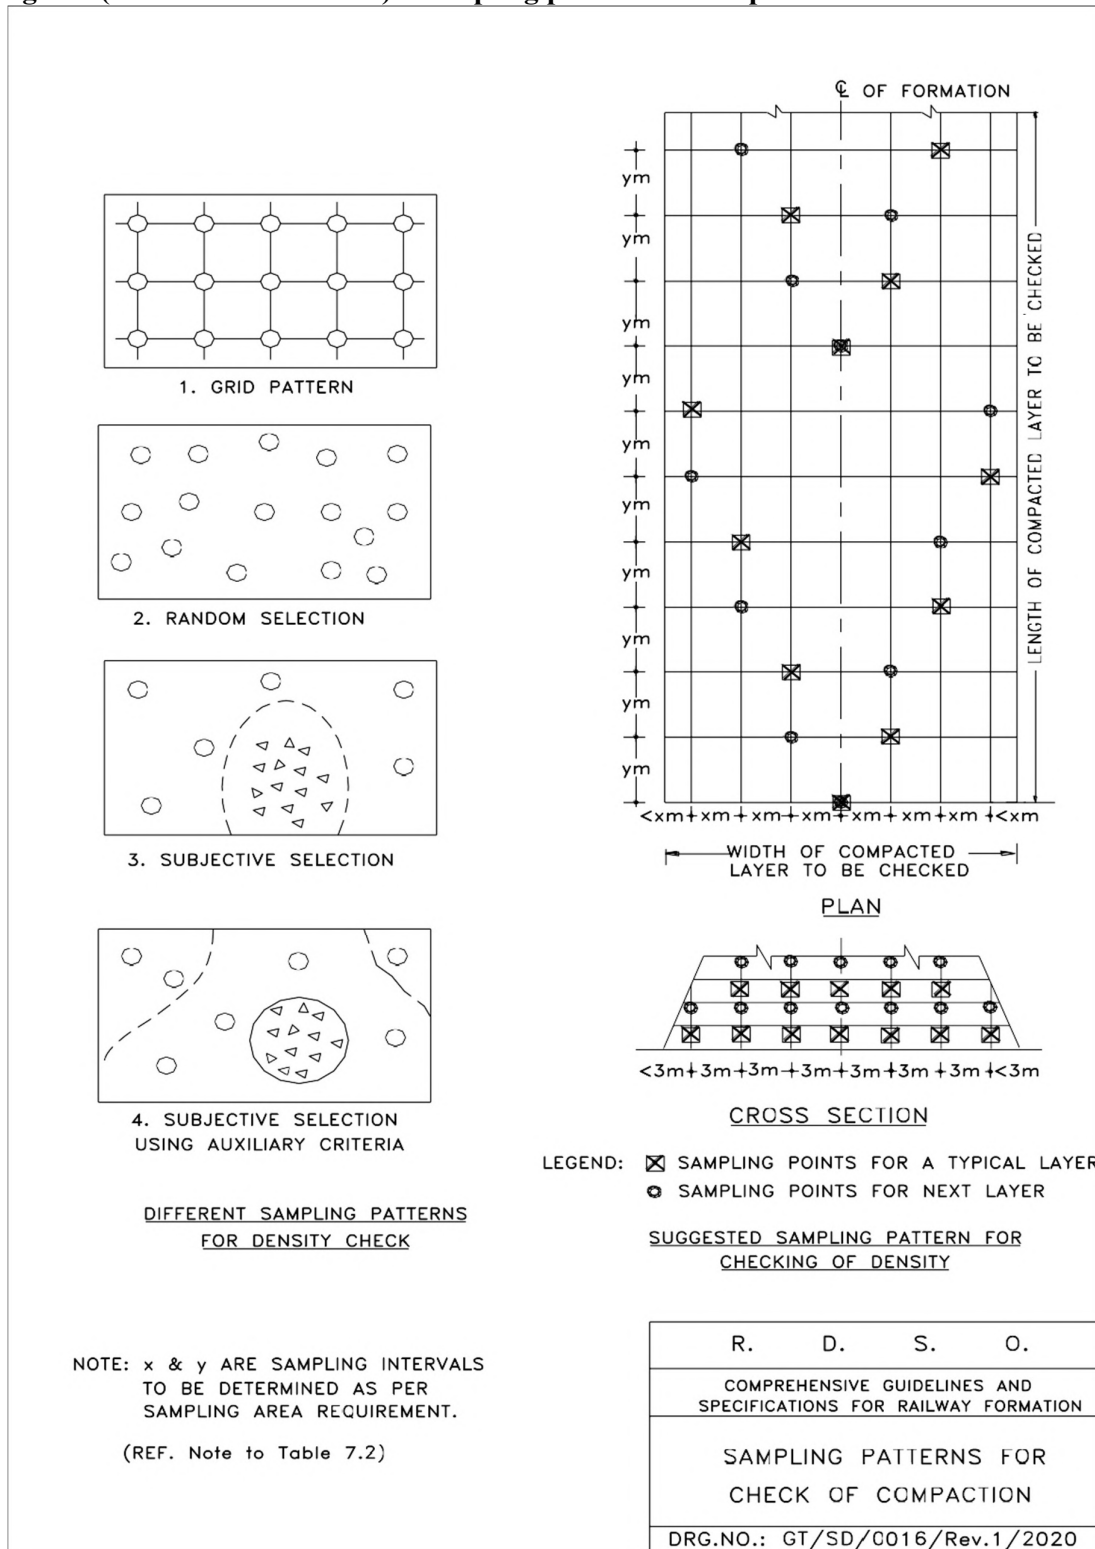 1. GRID PATTERN
2. RANDOM SELECTION
3. SUBJECTIVE SELECTION
4. SUBJECTIVE SELECTION
USING AUXILIARY CRITERIA
DIFFERENT SAMPLING PATTERNS
FOR DENSITY CHECK
NOTE: x & y ARE SAMPLING INTERVALS
TO BE DETERMINED AS PER
SAMPLING AREA REQUIREMENT.
(REF. Note to Table 7.2)
℄ OF FORMATION
ym
ym
ym
ym
ym
ym
ym
ym
ym
ym
LENGTH OF COMPACTED LAYER TO BE CHECKED
<xm xm xm xm xm xm xm <xm
WIDTH OF COMPACTED
LAYER TO BE CHECKED
PLAN
<3m 3m 3m 3m 3m 3m 3m <3m
CROSS SECTION
LEGEND: SAMPLING POINTS FOR A TYPICAL LAYER
SAMPLING POINTS FOR NEXT LAYER
SUGGESTED SAMPLING PATTERN FOR
CHECKING OF DENSITY
R. D. S. O.
COMPREHENSIVE GUIDELINES AND
SPECIFICATIONS FOR RAILWAY FORMATION
SAMPLING PATTERNS FOR
CHECK OF COMPACTION
DRG.NO.: GT/SD/0016/Rev.1/2020